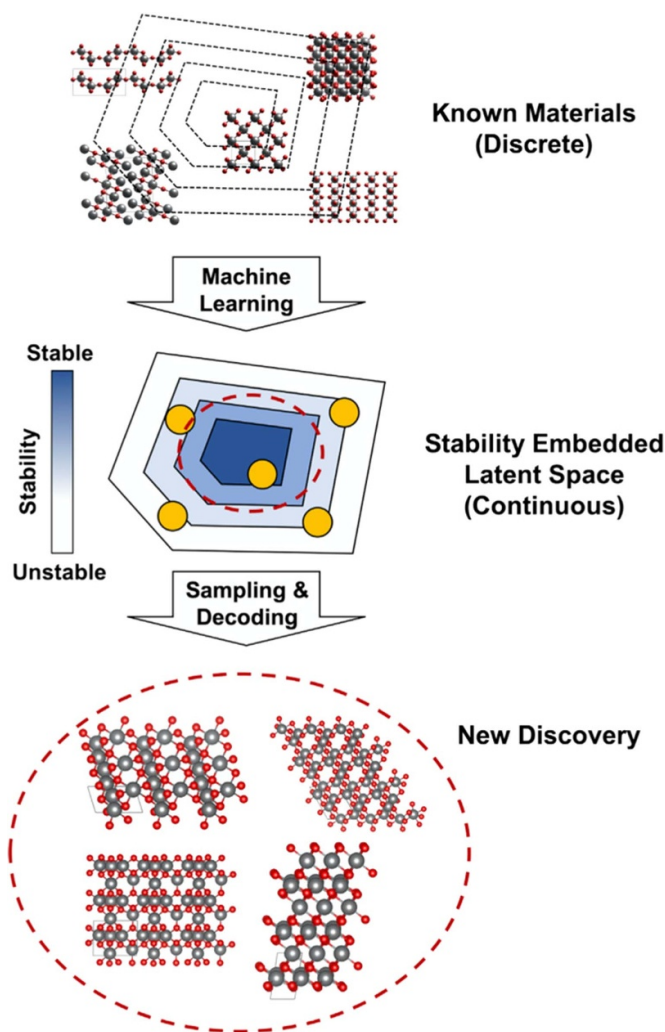 Known Materials
(Discrete)
Machine
Learning
Stable
Stability
Unstable
Stability Embedded
Latent Space
(Continuous)
Sampling &
Decoding
New Discovery